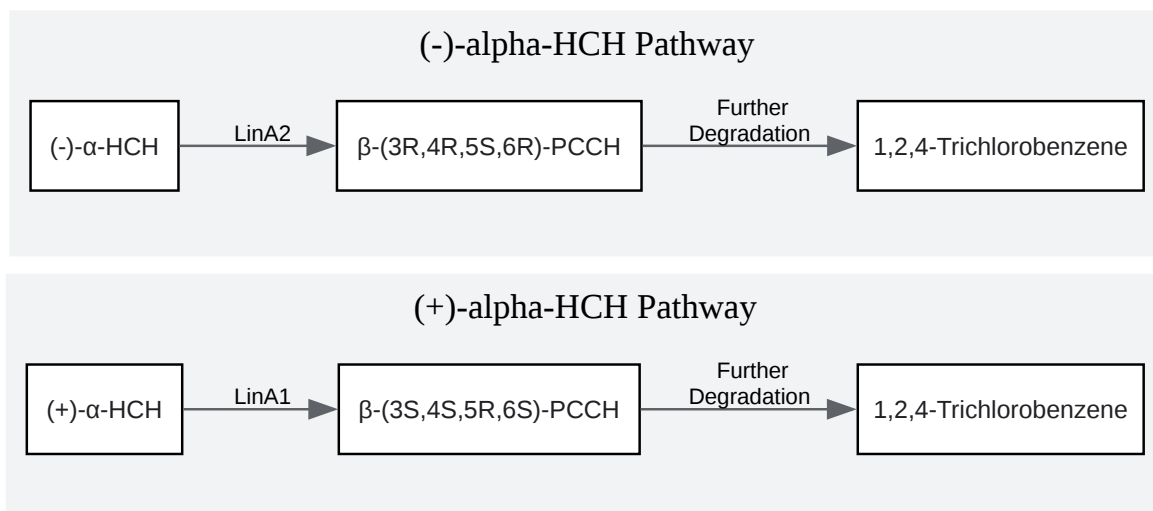 (-)-alpha-HCH Pathway
(-)-α-HCH
LinA2
β-(3R,4R,5S,6R)-PCCH
Further
Degradation
1,2,4-Trichlorobenzene
(+)-alpha-HCH Pathway
(+)-α-HCH
LinA1
β-(3S,4S,5R,6S)-PCCH
Further
Degradation
1,2,4-Trichlorobenzene